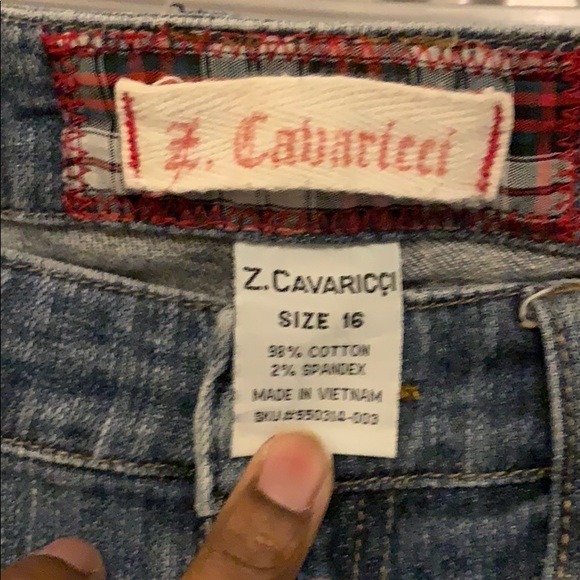 Z. Cavaricci
Z.CAVARICCI
SIZE 16
98% COTTON
2% SPANDEX
MADE IN VIETNAM
SKU#550314-003